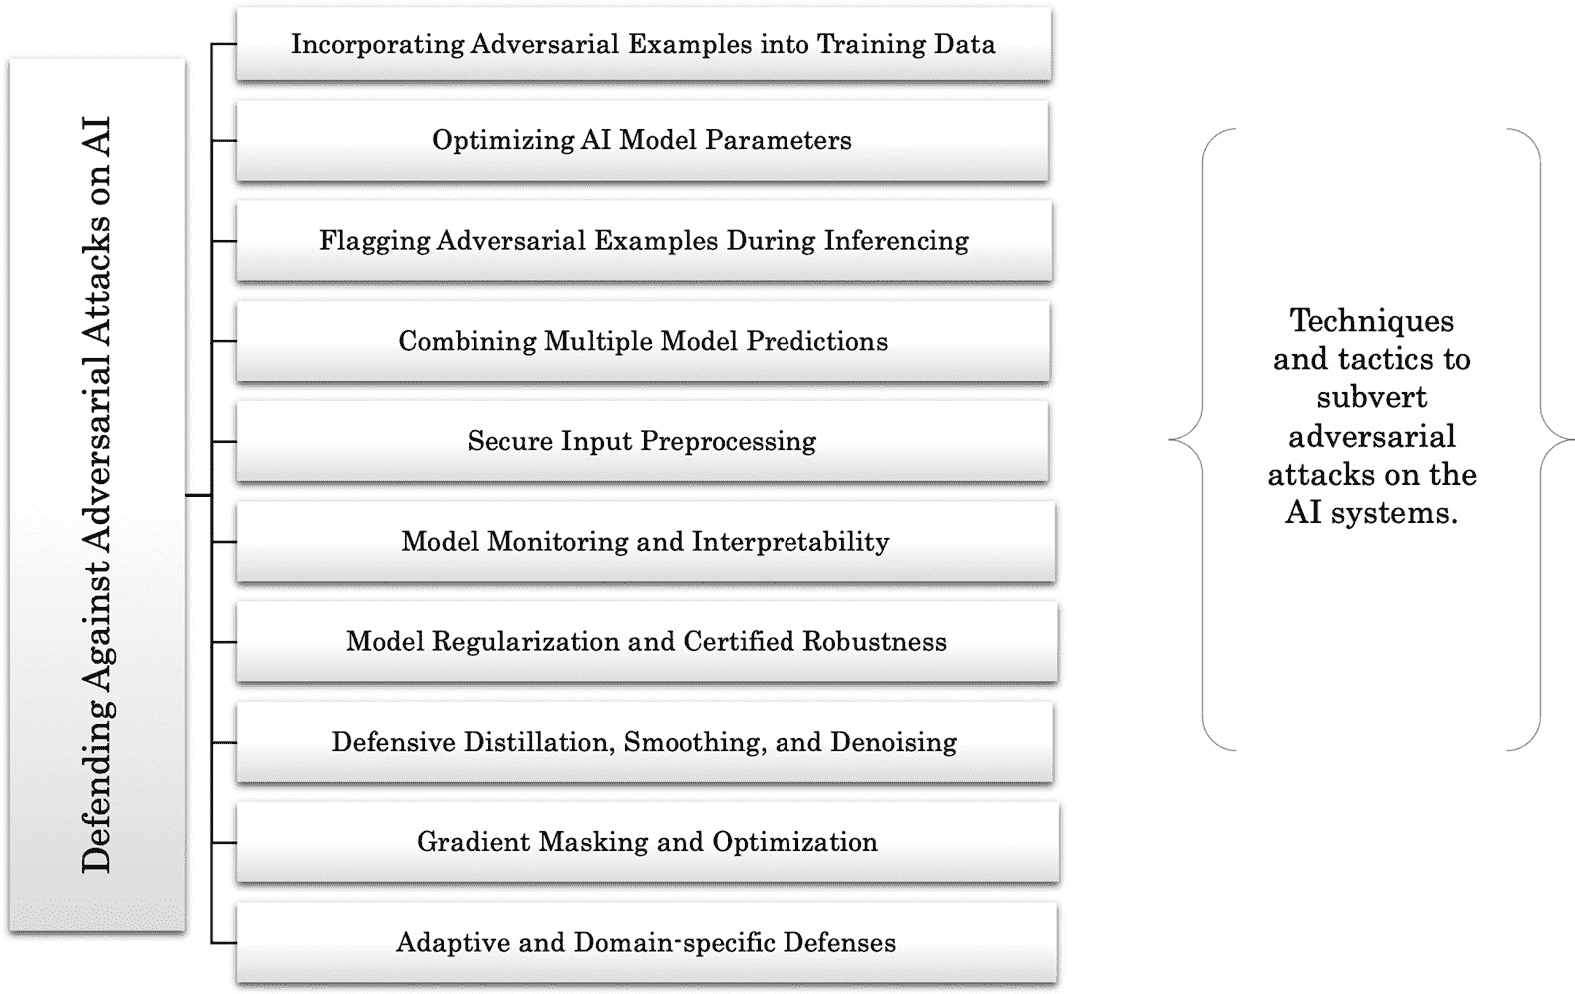 Defending Against Adversarial Attacks on AI
Incorporating Adversarial Examples into Training Data
Optimizing AI Model Parameters
Flagging Adversarial Examples During Inferencing
Combining Multiple Model Predictions
Secure Input Preprocessing
Model Monitoring and Interpretability
Model Regularization and Certified Robustness
Defensive Distillation, Smoothing, and Denoising
Gradient Masking and Optimization
Adaptive and Domain-specific Defenses
Techniques
and tactics to
subvert
adversarial
attacks on the
AI systems.